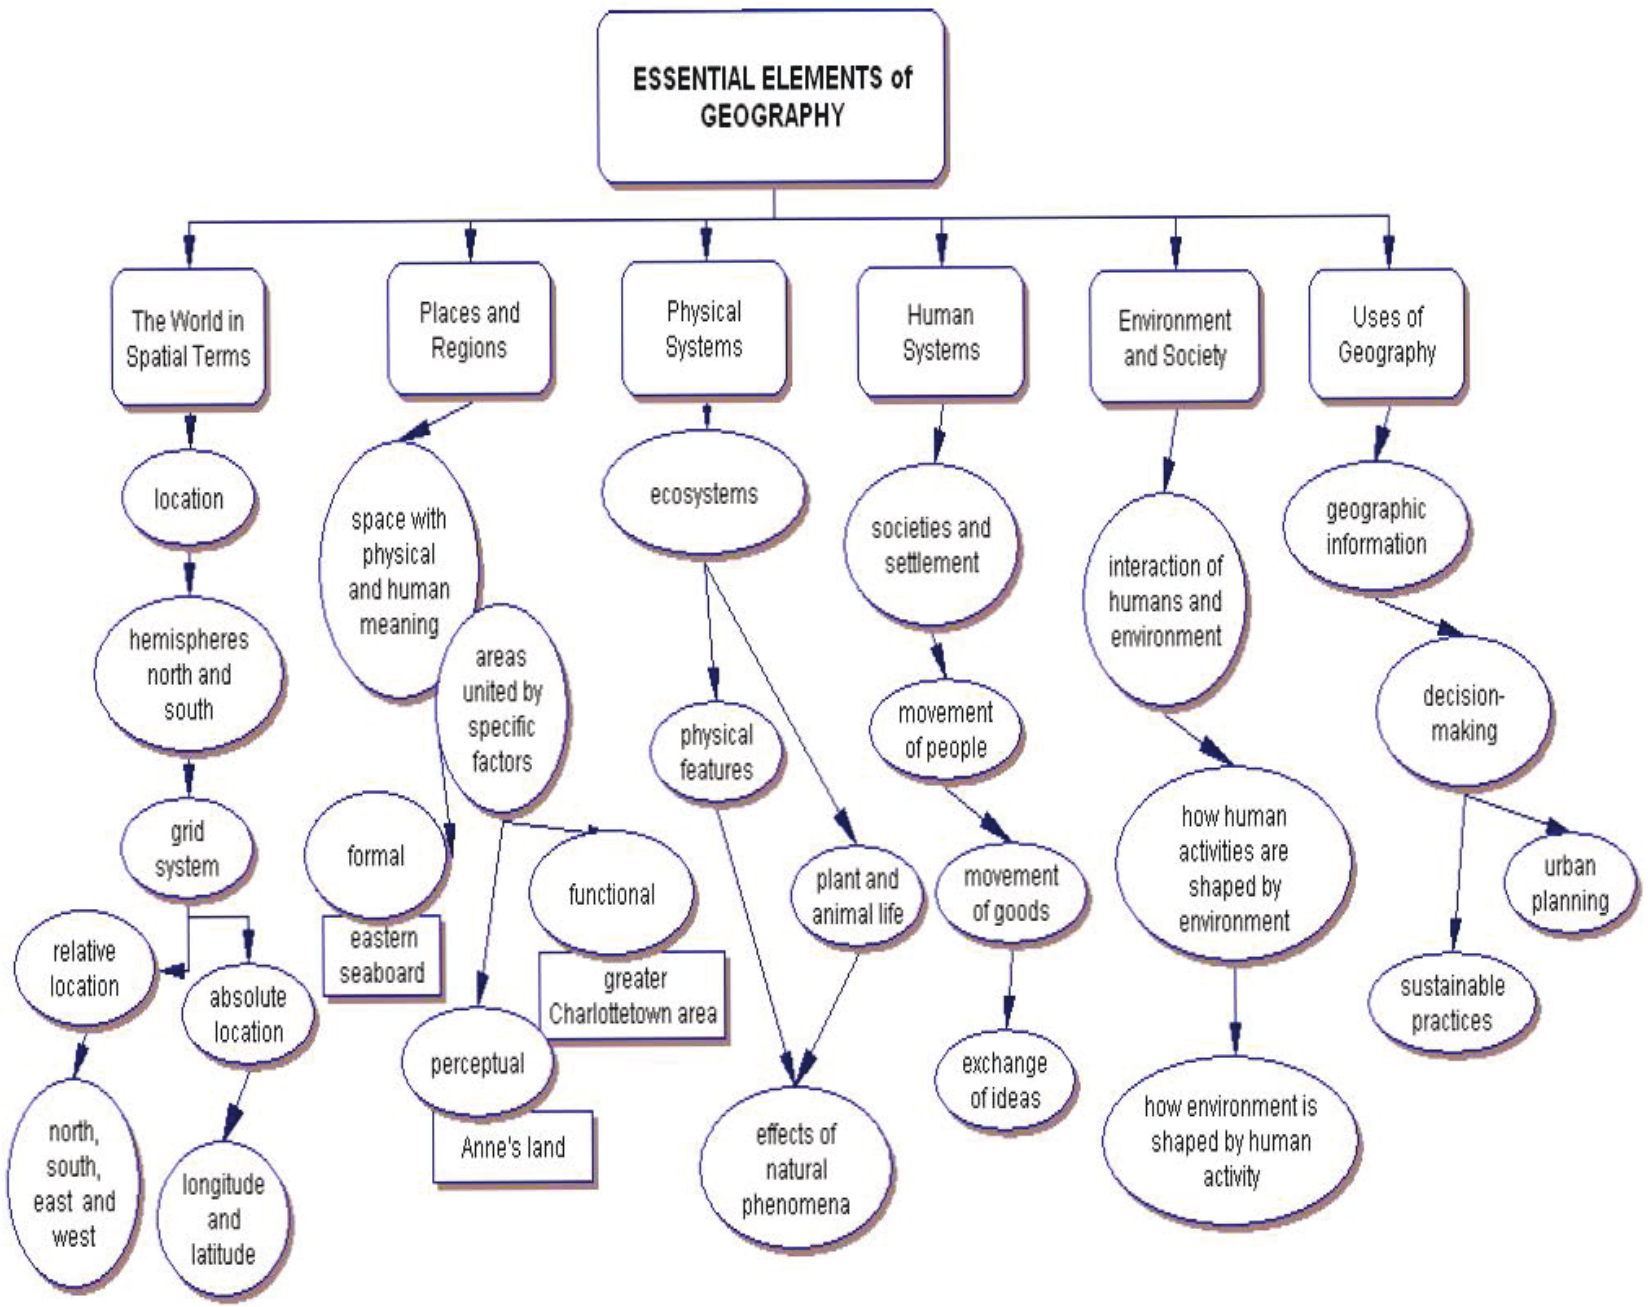 ESSENTIAL ELEMENTS of
GEOGRAPHY
The World in
Spatial Terms
Places and
Regions
Physical
Systems
Human
Systems
Environment
and Society
Uses of
Geography
location
hemispheres
north and
south
grid
system
relative
location
absolute
location
north,
south,
east and
west
longitude
and
latitude
space with
physical
and human
meaning
areas
united by
specific
factors
formal
eastern
seaboard
functional
greater
Charlottetown area
perceptual
Anne's land
ecosystems
physical
features
plant and
animal life
effects of
natural
phenomena
societies and
settlement
movement
of people
movement
of goods
exchange
of ideas
interaction of
humans and
environment
how human
activities are
shaped by
environment
how environment is
shaped by human
activity
geographic
information
decision-
making
urban
planning
sustainable
practices